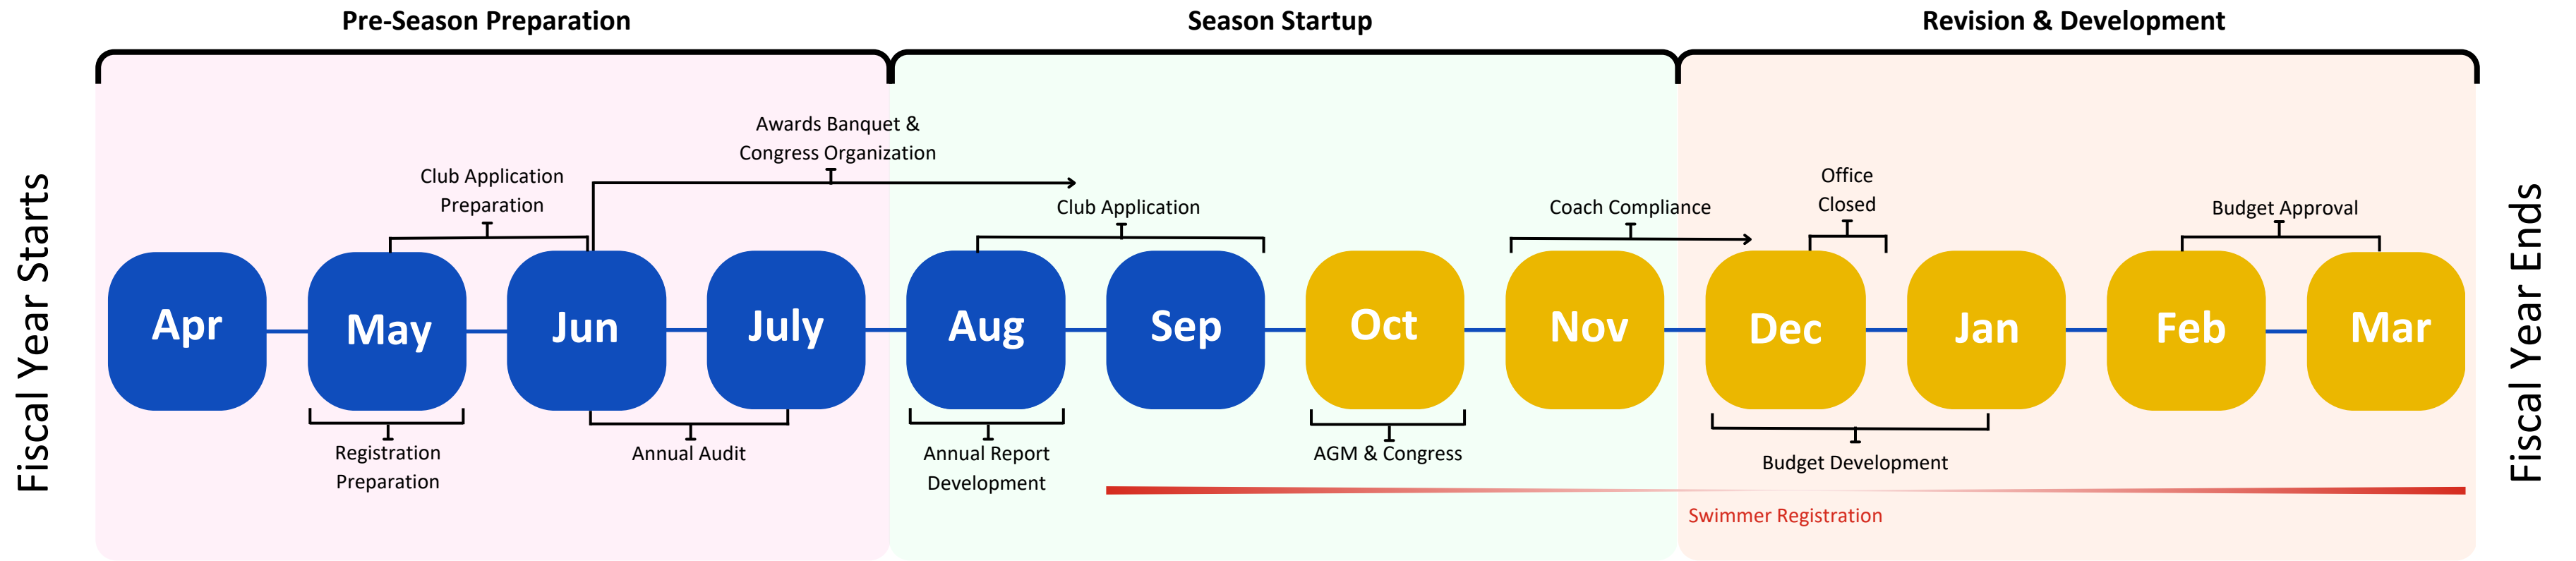 Pre-Season Preparation
Season Startup
Revision & Development
Fiscal Year Starts
Awards Banquet &
Congress Organization
Club Application
Preparation
Club Application
Coach Compliance
Office
Closed
Budget Approval
Apr
May
Jun
July
Aug
Sep
Oct
Nov
Dec
Jan
Feb
Mar
Registration
Preparation
Annual Audit
Annual Report
Development
AGM & Congress
Budget Development
Swimmer Registration
Fiscal Year Ends